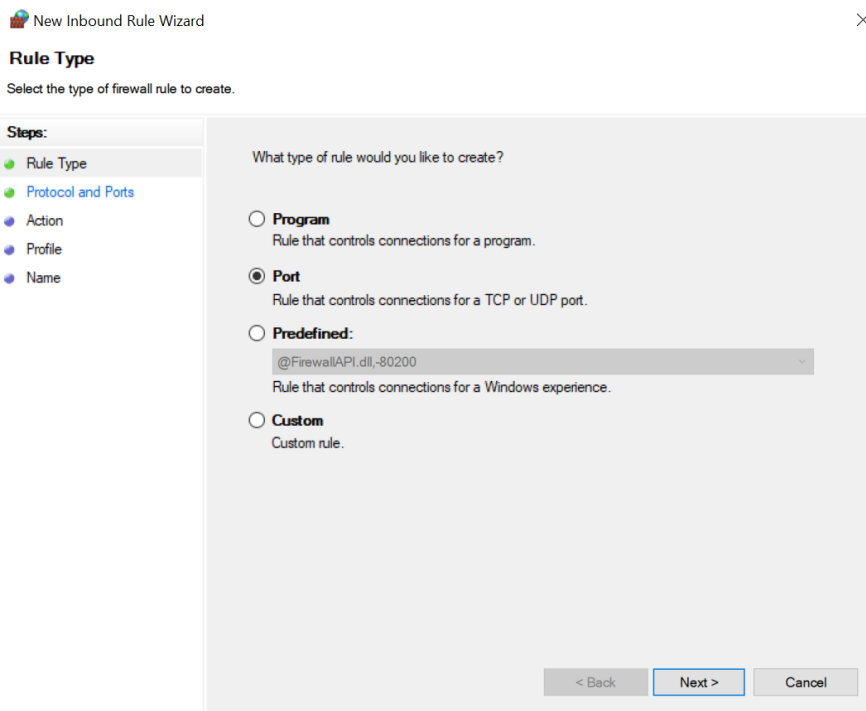 New Inbound Rule Wizard
Rule Type
Select the type of firewall rule to create.
Steps:
Rule Type
Protocol and Ports
Action
Profile
Name
What type of rule would you like to create?
Program
Rule that controls connections for a program.
Port
Rule that controls connections for a TCP or UDP port.
Predefined:
@FirewallAPI.dll,-80200
Rule that controls connections for a Windows experience.
Custom
Custom rule.
< Back
Next >
Cancel